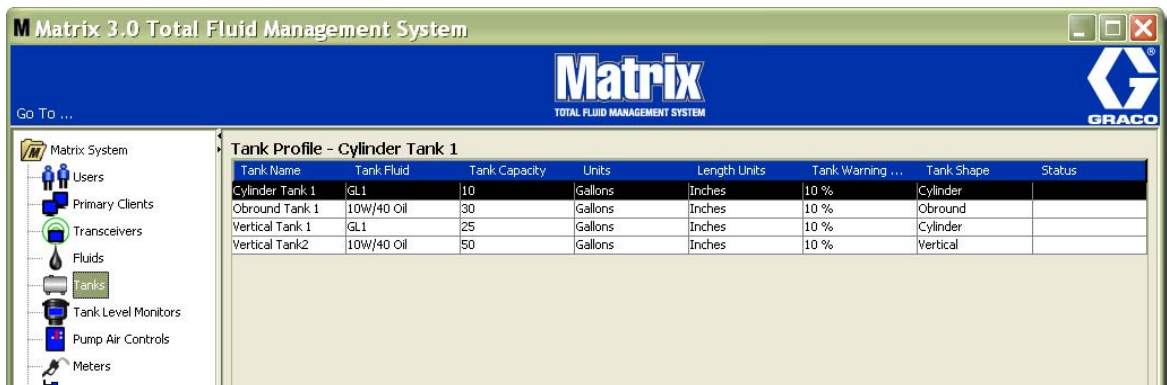 M Matrix 3.0 Total Fluid Management System
Matrix
TOTAL FLUID MANAGEMENT SYSTEM
®
GRACO
Go To ...
Matrix System
Users
Primary Clients
Transceivers
Fluids
Tanks
Tank Level Monitors
Pump Air Controls
Meters
Tank Profile - Cylinder Tank 1
Tank Name Tank Fluid Tank Capacity Units Length Units Tank Warning ... Tank Shape Status
Cylinder Tank 1 GL1 10 Gallons Inches 10 % Cylinder
Obround Tank 1 10W/40 Oil 30 Gallons Inches 10 % Obround
Vertical Tank 1 GL1 25 Gallons Inches 10 % Cylinder
Vertical Tank2 10W/40 Oil 50 Gallons Inches 10 % Vertical